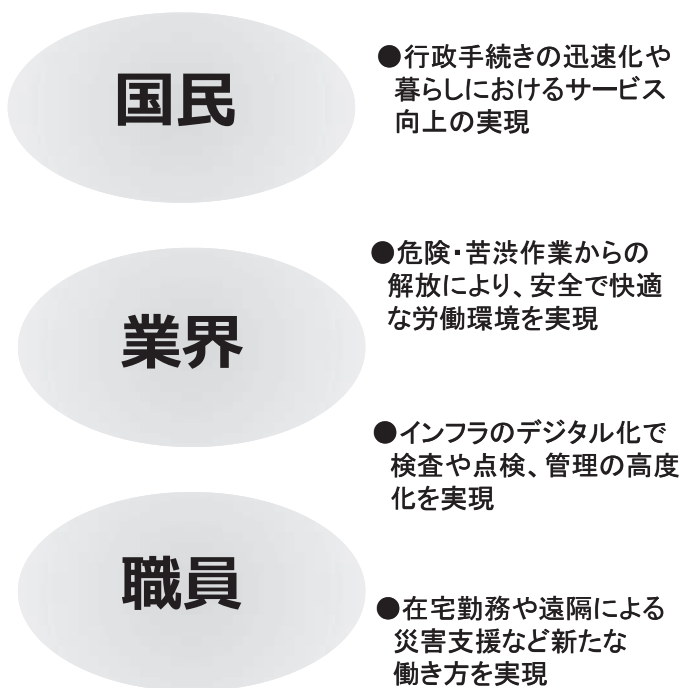 国民
●行政手続きの迅速化や
暮らしにおけるサービス
向上の実現
業界
●危険・苦渋作業からの
解放により、安全で快適
な労働環境を実現
●インフラのデジタル化で
検査や点検、管理の高度
化を実現
職員
●在宅勤務や遠隔による
災害支援など新たな
働き方を実現